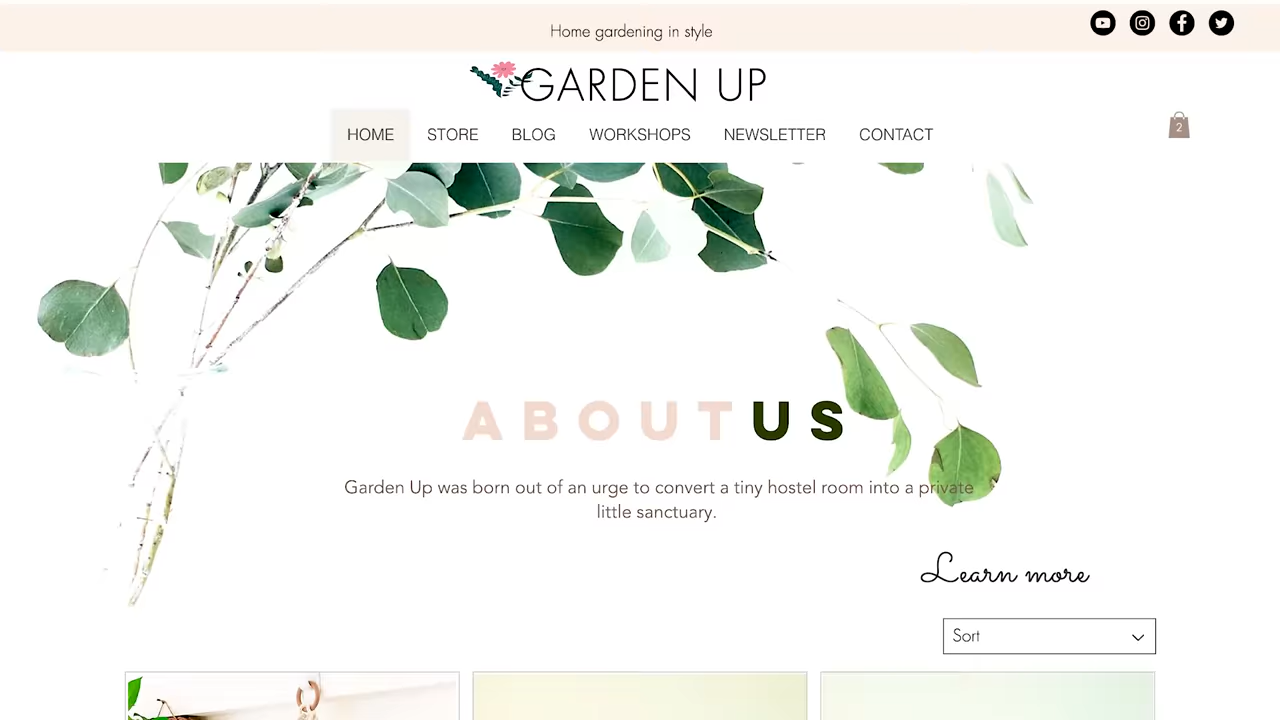 Home gardening in style
GARDEN UP
HOME STORE BLOG WORKSHOPS NEWSLETTER CONTACT
2
ABOUT US
Garden Up was born out of an urge to convert a tiny hostel room into a private
little sanctuary.
Learn more
Sort